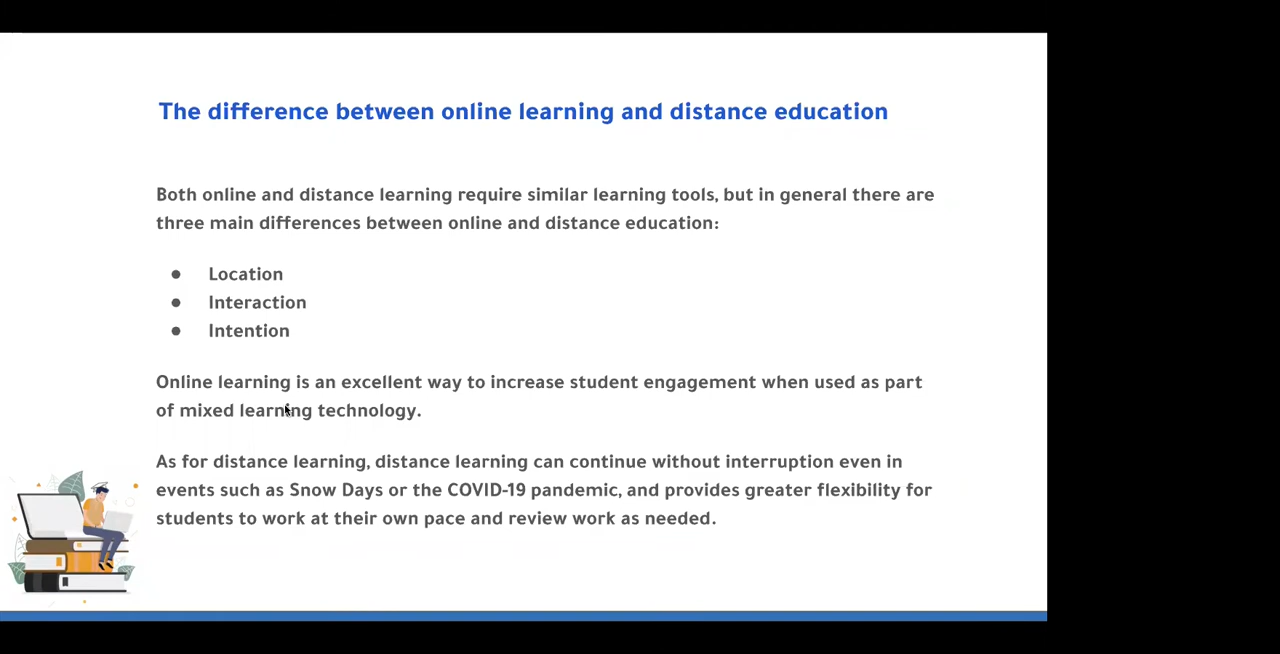 The difference between online learning and distance education
Both online and distance learning require similar learning tools, but in general there are
three main differences between online and distance education:
● Location
● Interaction
● Intention
Online learning is an excellent way to increase student engagement when used as part
of mixed learning technology.
As for distance learning, distance learning can continue without interruption even in
events such as Snow Days or the COVID-19 pandemic, and provides greater flexibility for
students to work at their own pace and review work as needed.